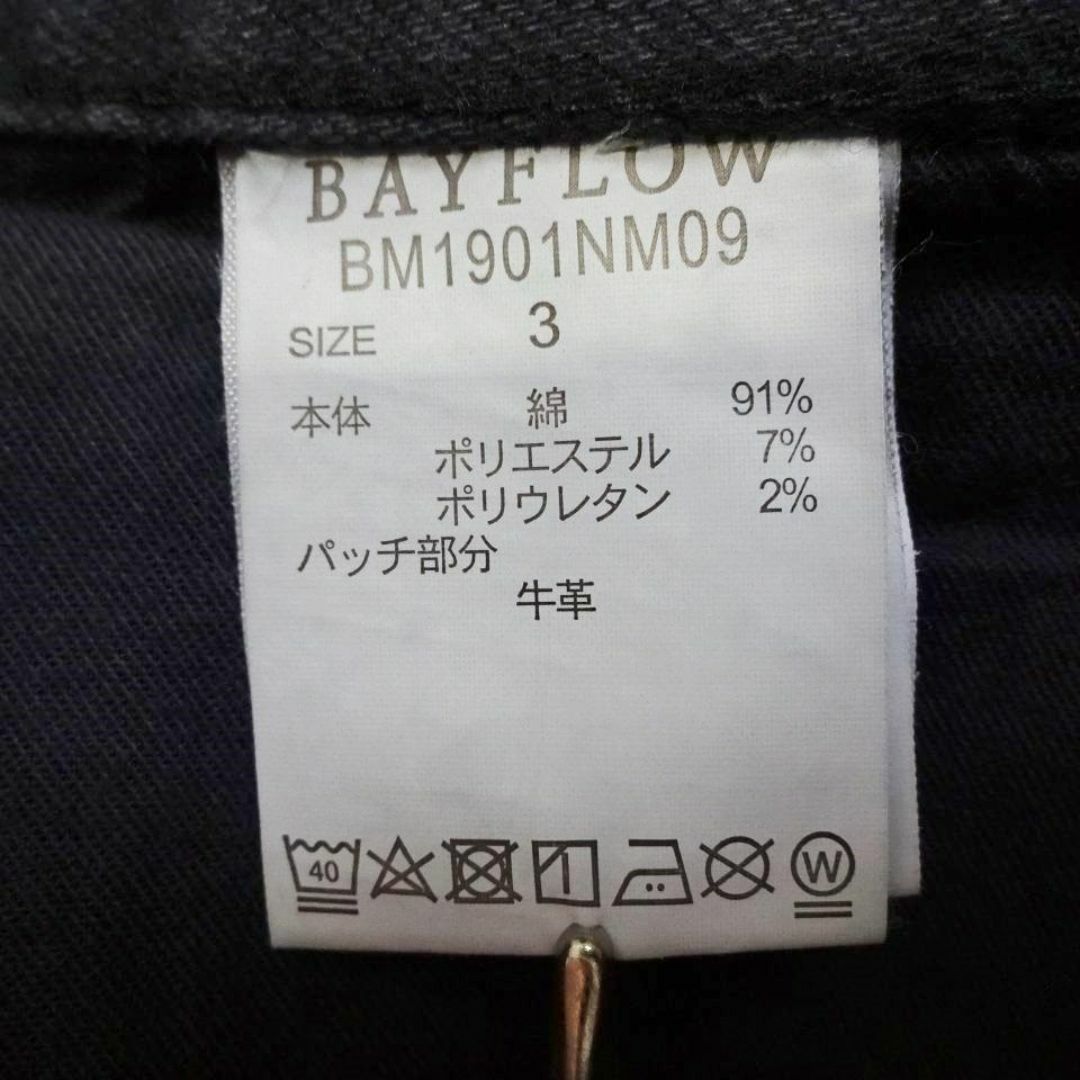 BAYFLOW
BM1901NM09
SIZE 3
本体 綿 91%
ポリエステル 7%
ポリウレタン 2%
パッチ部分
牛革
40 W